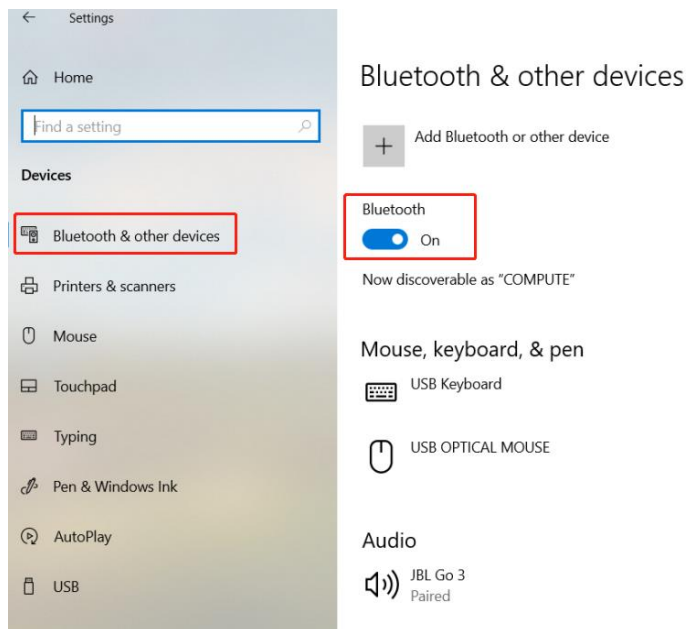 Settings
Home
Find a setting
Devices
Bluetooth & other devices
Printers & scanners
Mouse
Touchpad
Typing
Pen & Windows Ink
AutoPlay
USB
Bluetooth & other devices
Add Bluetooth or other device
Bluetooth
On
Now discoverable as “COMPUTE”
Mouse, keyboard, & pen
USB Keyboard
USB OPTICAL MOUSE
Audio
JBL Go 3
Paired